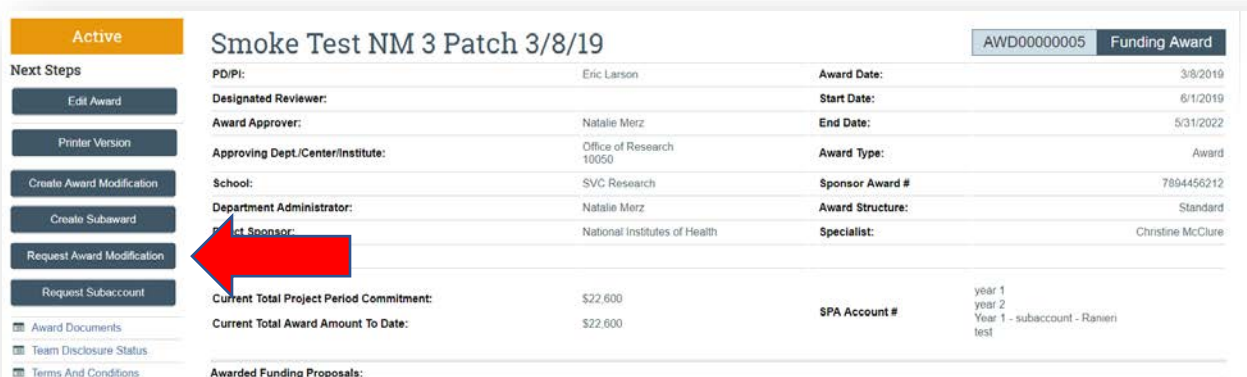 Active
Smoke Test NM 3 Patch 3/8/19
AWD00000005 Funding Award
Next Steps
Edit Award
Printer Version
Create Award Modification
Create Subaward
Request Award Modification
Request Subaccount
Award Documents
Team Disclosure Status
Terms And Conditions
PD/PI: Eric Larson Award Date: 3/8/2019
Designated Reviewer: Start Date: 6/1/2019
Award Approver: Natalie Merz End Date: 5/31/2022
Approving Dept./Center/Institute: Office of Research Award Type: Award
10050
School: SVC Research Sponsor Award # 7894456212
Department Administrator: Natalie Merz Award Structure: Standard
Sponsor: National Institutes of Health Specialist: Christine McClure
Current Total Project Period Commitment: $22,600
Current Total Award Amount To Date: $22,600
SPA Account #
year 1
year 2
Year 1 - subaccount - Ranieri
test
Awarded Funding Proposals: